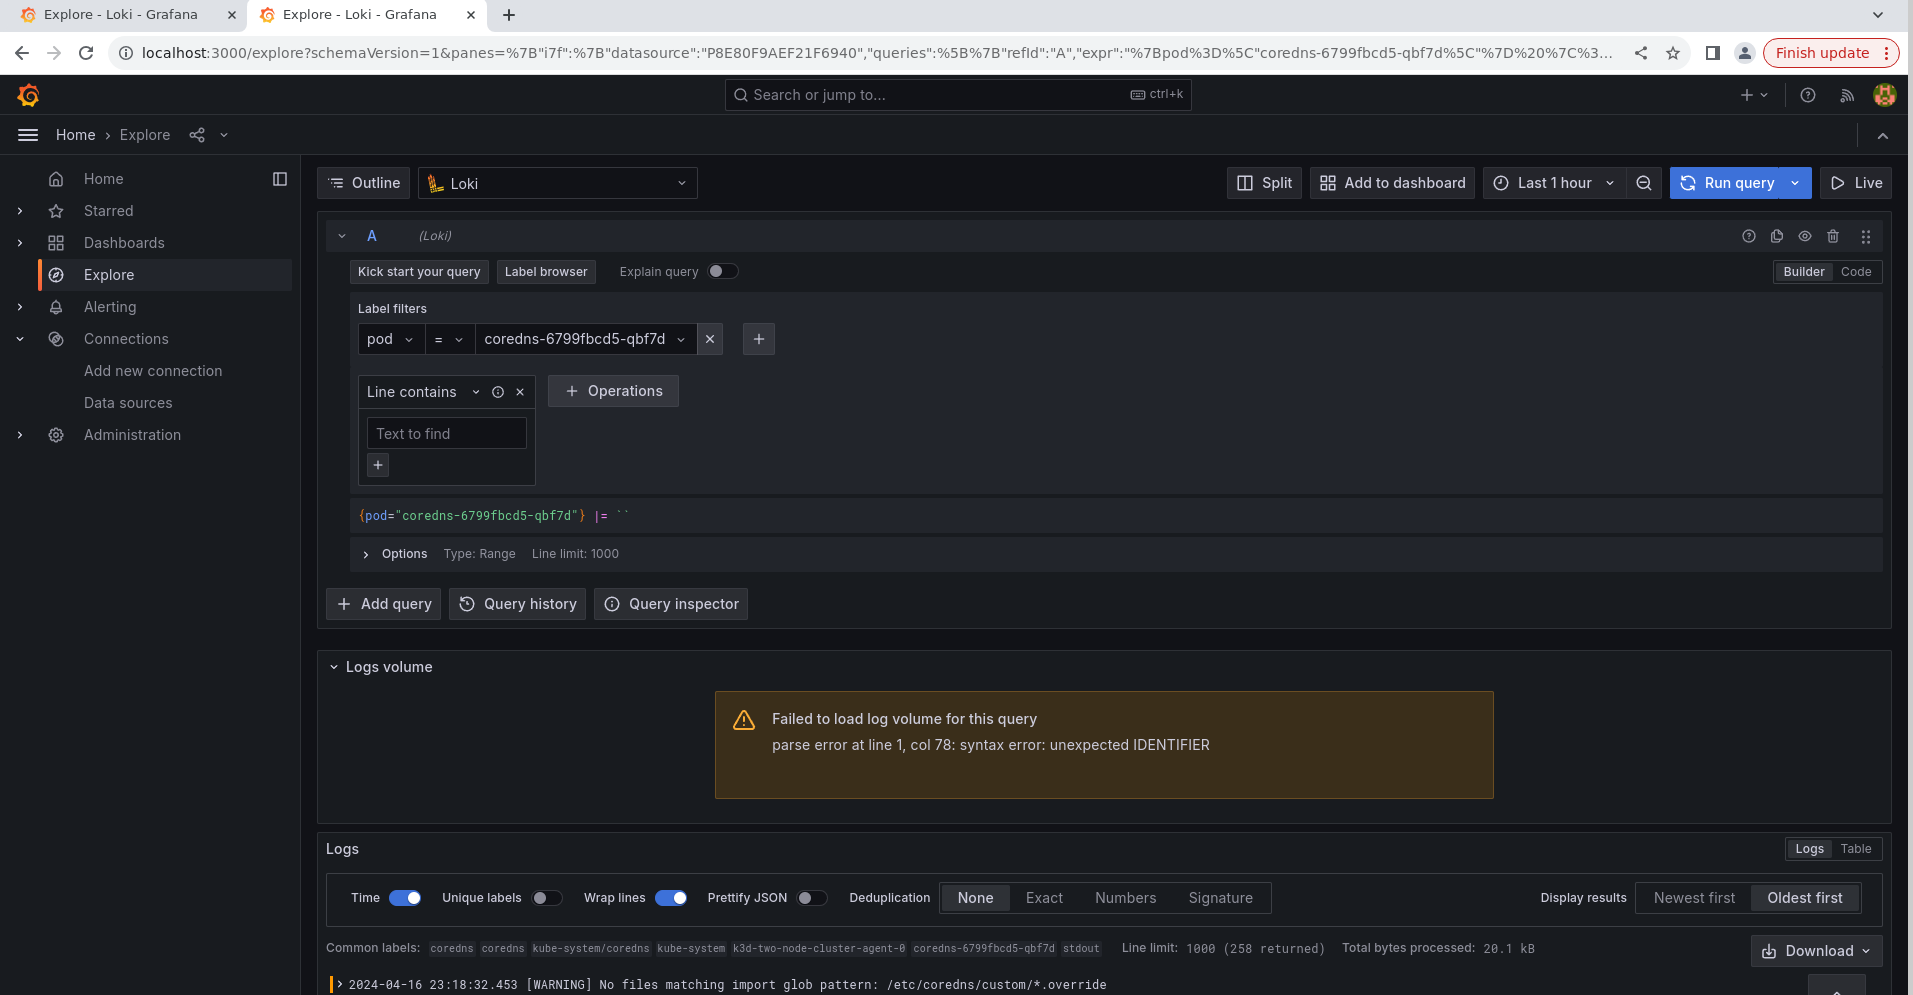 Explore - Loki - Grafana
Explore - Loki - Grafana
localhost:3000/explore?schemaVersion=1&panes=%7B"i7f":%7B"datasource":"P8E80F9AEF21F6940","queries":%5B%7B"refId":"A","expr":"%7Bpod%3D%5C"coredns-6799fbcd5-qbf7d%5C"%7D%20%7C%3...
Finish update
Search or jump to...
ctrl+k
Home › Explore
Home
Starred
Dashboards
Explore
Alerting
Connections
Add new connection
Data sources
Administration
Outline
Loki
Split
Add to dashboard
Last 1 hour
Run query
Live
A
(Loki)
Kick start your query
Label browser
Explain query
Builder
Code
Label filters
pod
=
coredns-6799fbcd5-qbf7d
Line contains
Operations
Text to find
{pod="coredns-6799fbcd5-qbf7d"} |= ``
Options
Type: Range
Line limit: 1000
Add query
Query history
Query inspector
Logs volume
Failed to load log volume for this query
parse error at line 1, col 78: syntax error: unexpected IDENTIFIER
Logs
Logs
Table
Time
Unique labels
Wrap lines
Prettify JSON
Deduplication
None
Exact
Numbers
Signature
Display results
Newest first
Oldest first
Common labels: coredns coredns kube-system/coredns kube-system k3d-two-node-cluster-agent-0 coredns-6799fbcd5-qbf7d stdout
Line limit: 1000 (258 returned)
Total bytes processed: 20.1 kB
Download
2024-04-16 23:18:32.453 [WARNING] No files matching import glob pattern: /etc/coredns/custom/*.override